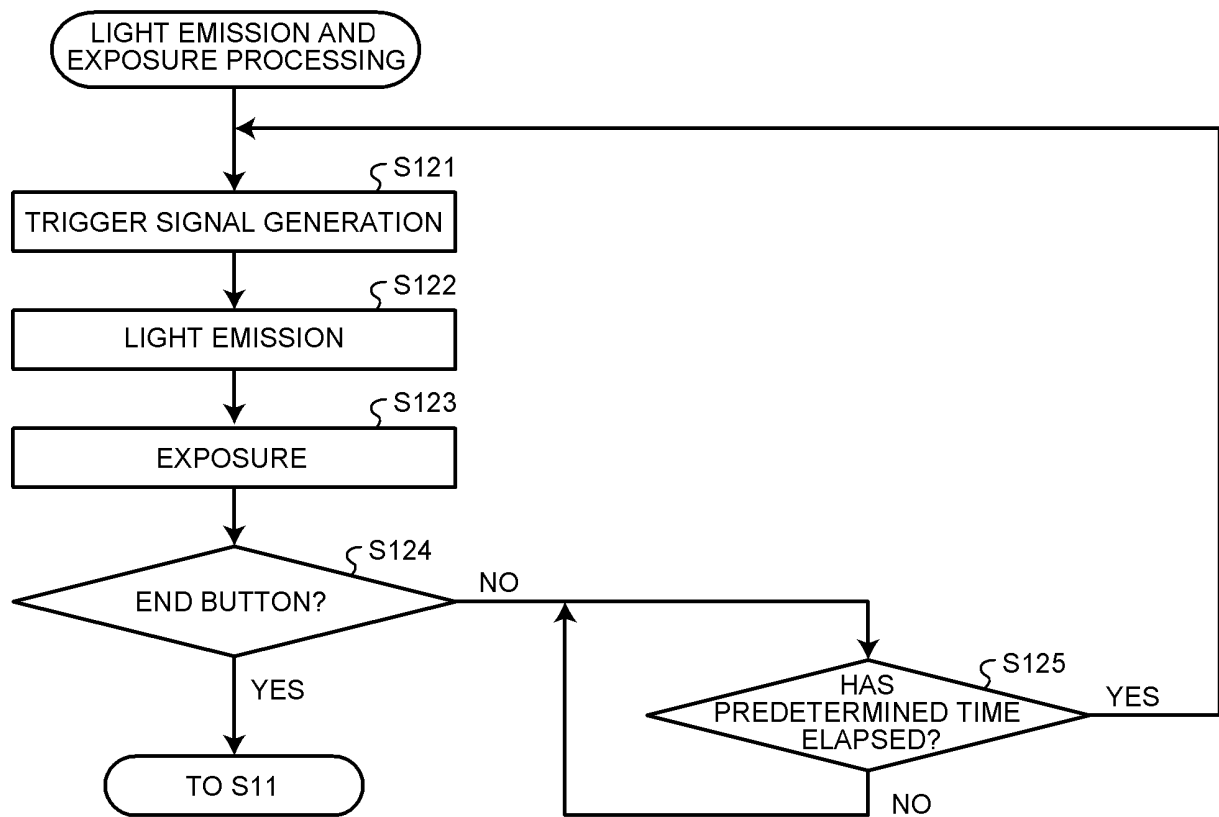 LIGHT EMISSION AND
EXPOSURE PROCESSING
S121
TRIGGER SIGNAL GENERATION
S122
LIGHT EMISSION
S123
EXPOSURE
S124
END BUTTON?
NO
YES
S125
HAS
PREDETERMINED TIME
ELAPSED?
YES
NO
TO S11